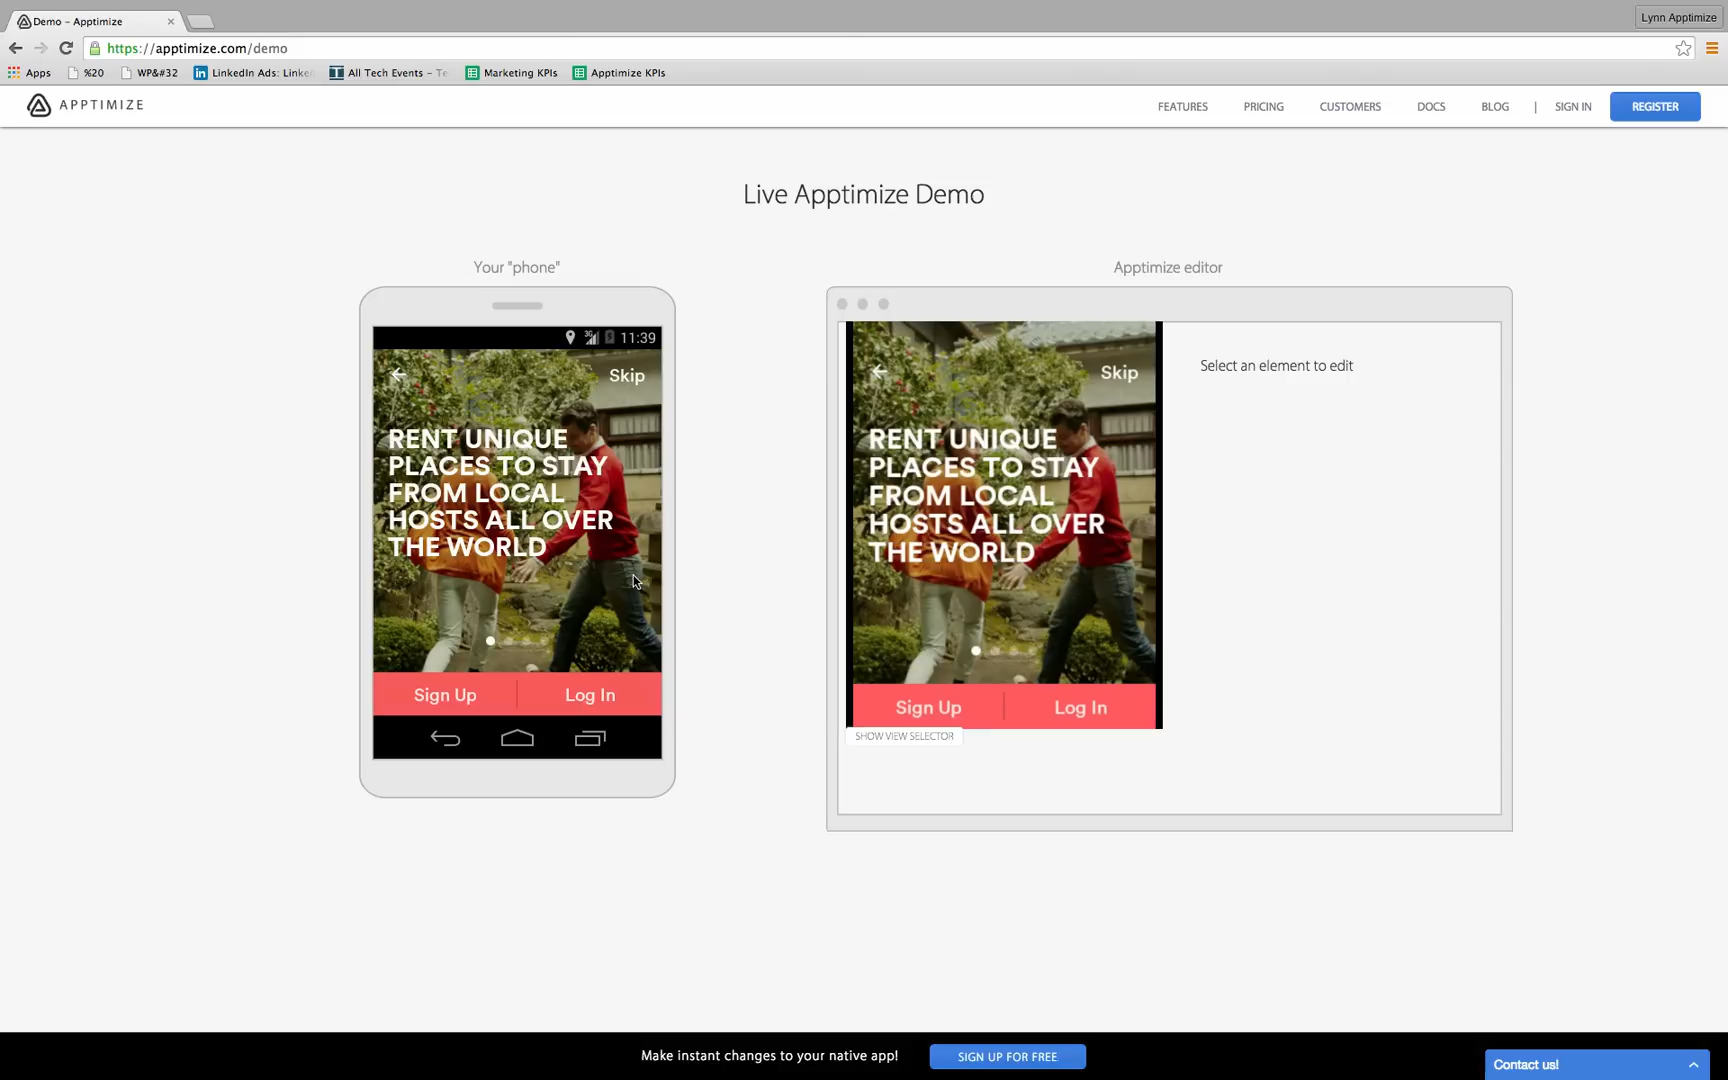 Demo – Apptimize
Lynn Apptimize
https://apptimize.com/demo
Apps
%20
WP&#32
LinkedIn Ads: Linke
All Tech Events – Te
Marketing KPIs
Apptimize KPIs
APPTIMIZE
FEATURES
PRICING
CUSTOMERS
DOCS
BLOG
|
SIGN IN
REGISTER
Live Apptimize Demo
Your "phone"
3G
11:39
Skip
RENT UNIQUE
PLACES TO STAY
FROM LOCAL
HOSTS ALL OVER
THE WORLD
Sign Up
Log In
Apptimize editor
Skip
RENT UNIQUE
PLACES TO STAY
FROM LOCAL
HOSTS ALL OVER
THE WORLD
Sign Up
Log In
SHOW VIEW SELECTOR
Select an element to edit
Make instant changes to your native app!
SIGN UP FOR FREE
Contact us!